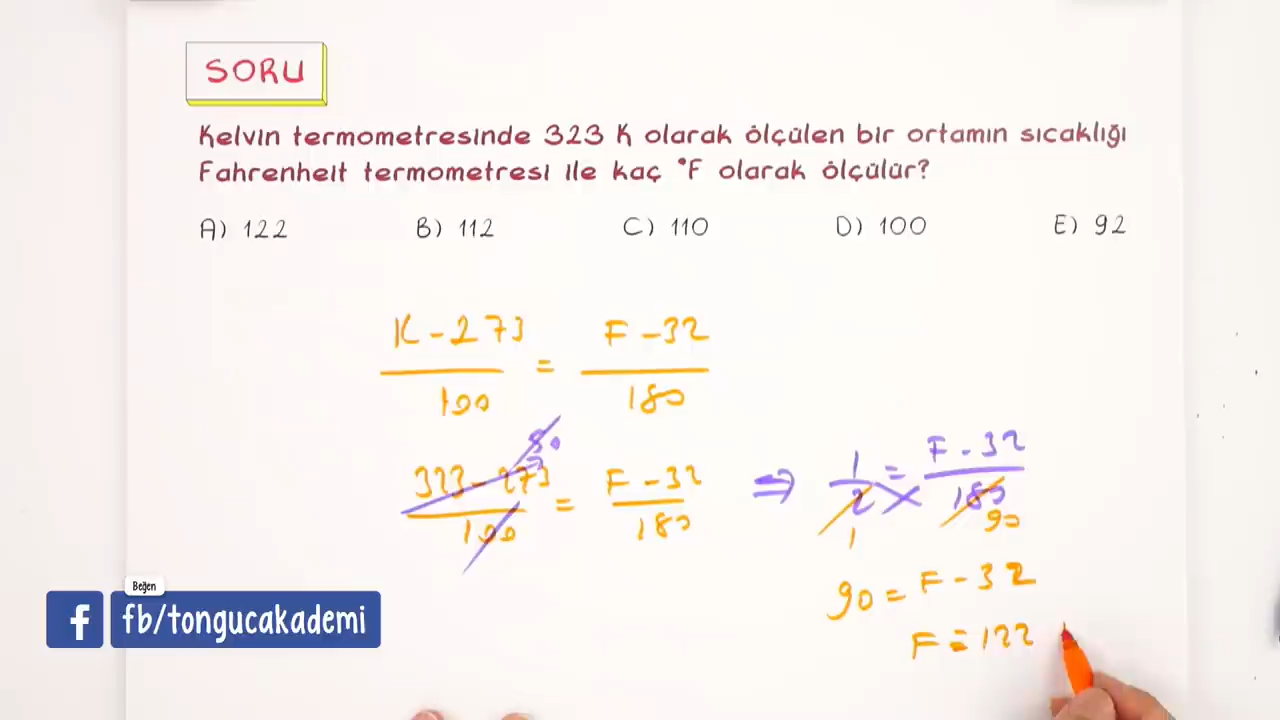 SORU
Kelvin termometresinde 323 K olarak ölçülen bir ortamın sıcaklığı
Fahrenheit termometresi ile kaç °F olarak ölçülür?
A) 122 B) 112 C) 110 D) 100 E) 92
K - 273 / 100 = F - 32 / 180
323 - 273 / 100 = F - 32 / 180 ⇒ 1 / 2 = F - 32 / 180
50
1 90
90 = F - 32
F = 122
Beğen
f fb/tongucakademi